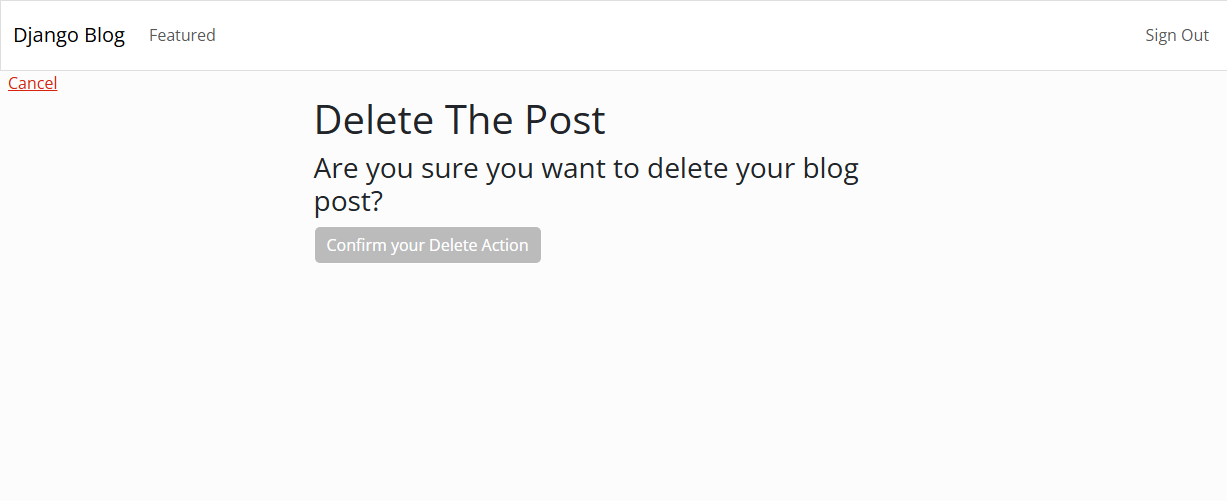 Django Blog Featured Sign Out
Cancel
Delete The Post
Are you sure you want to delete your blog
post?
Confirm your Delete Action